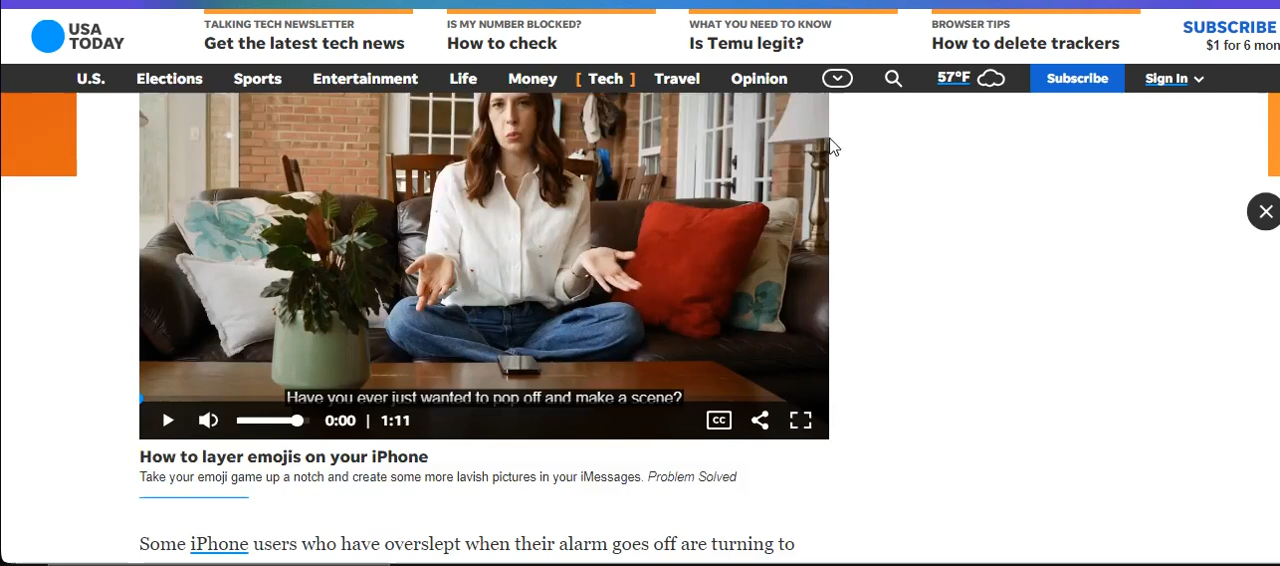 USA
TODAY
TALKING TECH NEWSLETTER
Get the latest tech news
IS MY NUMBER BLOCKED?
How to check
WHAT YOU NEED TO KNOW
Is Temu legit?
BROWSER TIPS
How to delete trackers
SUBSCRIBE
$1 for 6 mon
U.S. Elections Sports Entertainment Life Money [ Tech ] Travel Opinion 57°F Subscribe Sign In
Have you ever just wanted to pop off and make a scene?
0:00 | 1:11 CC
How to layer emojis on your iPhone
Take your emoji game up a notch and create some more lavish pictures in your iMessages. Problem Solved
Some iPhone users who have overslept when their alarm goes off are turning to